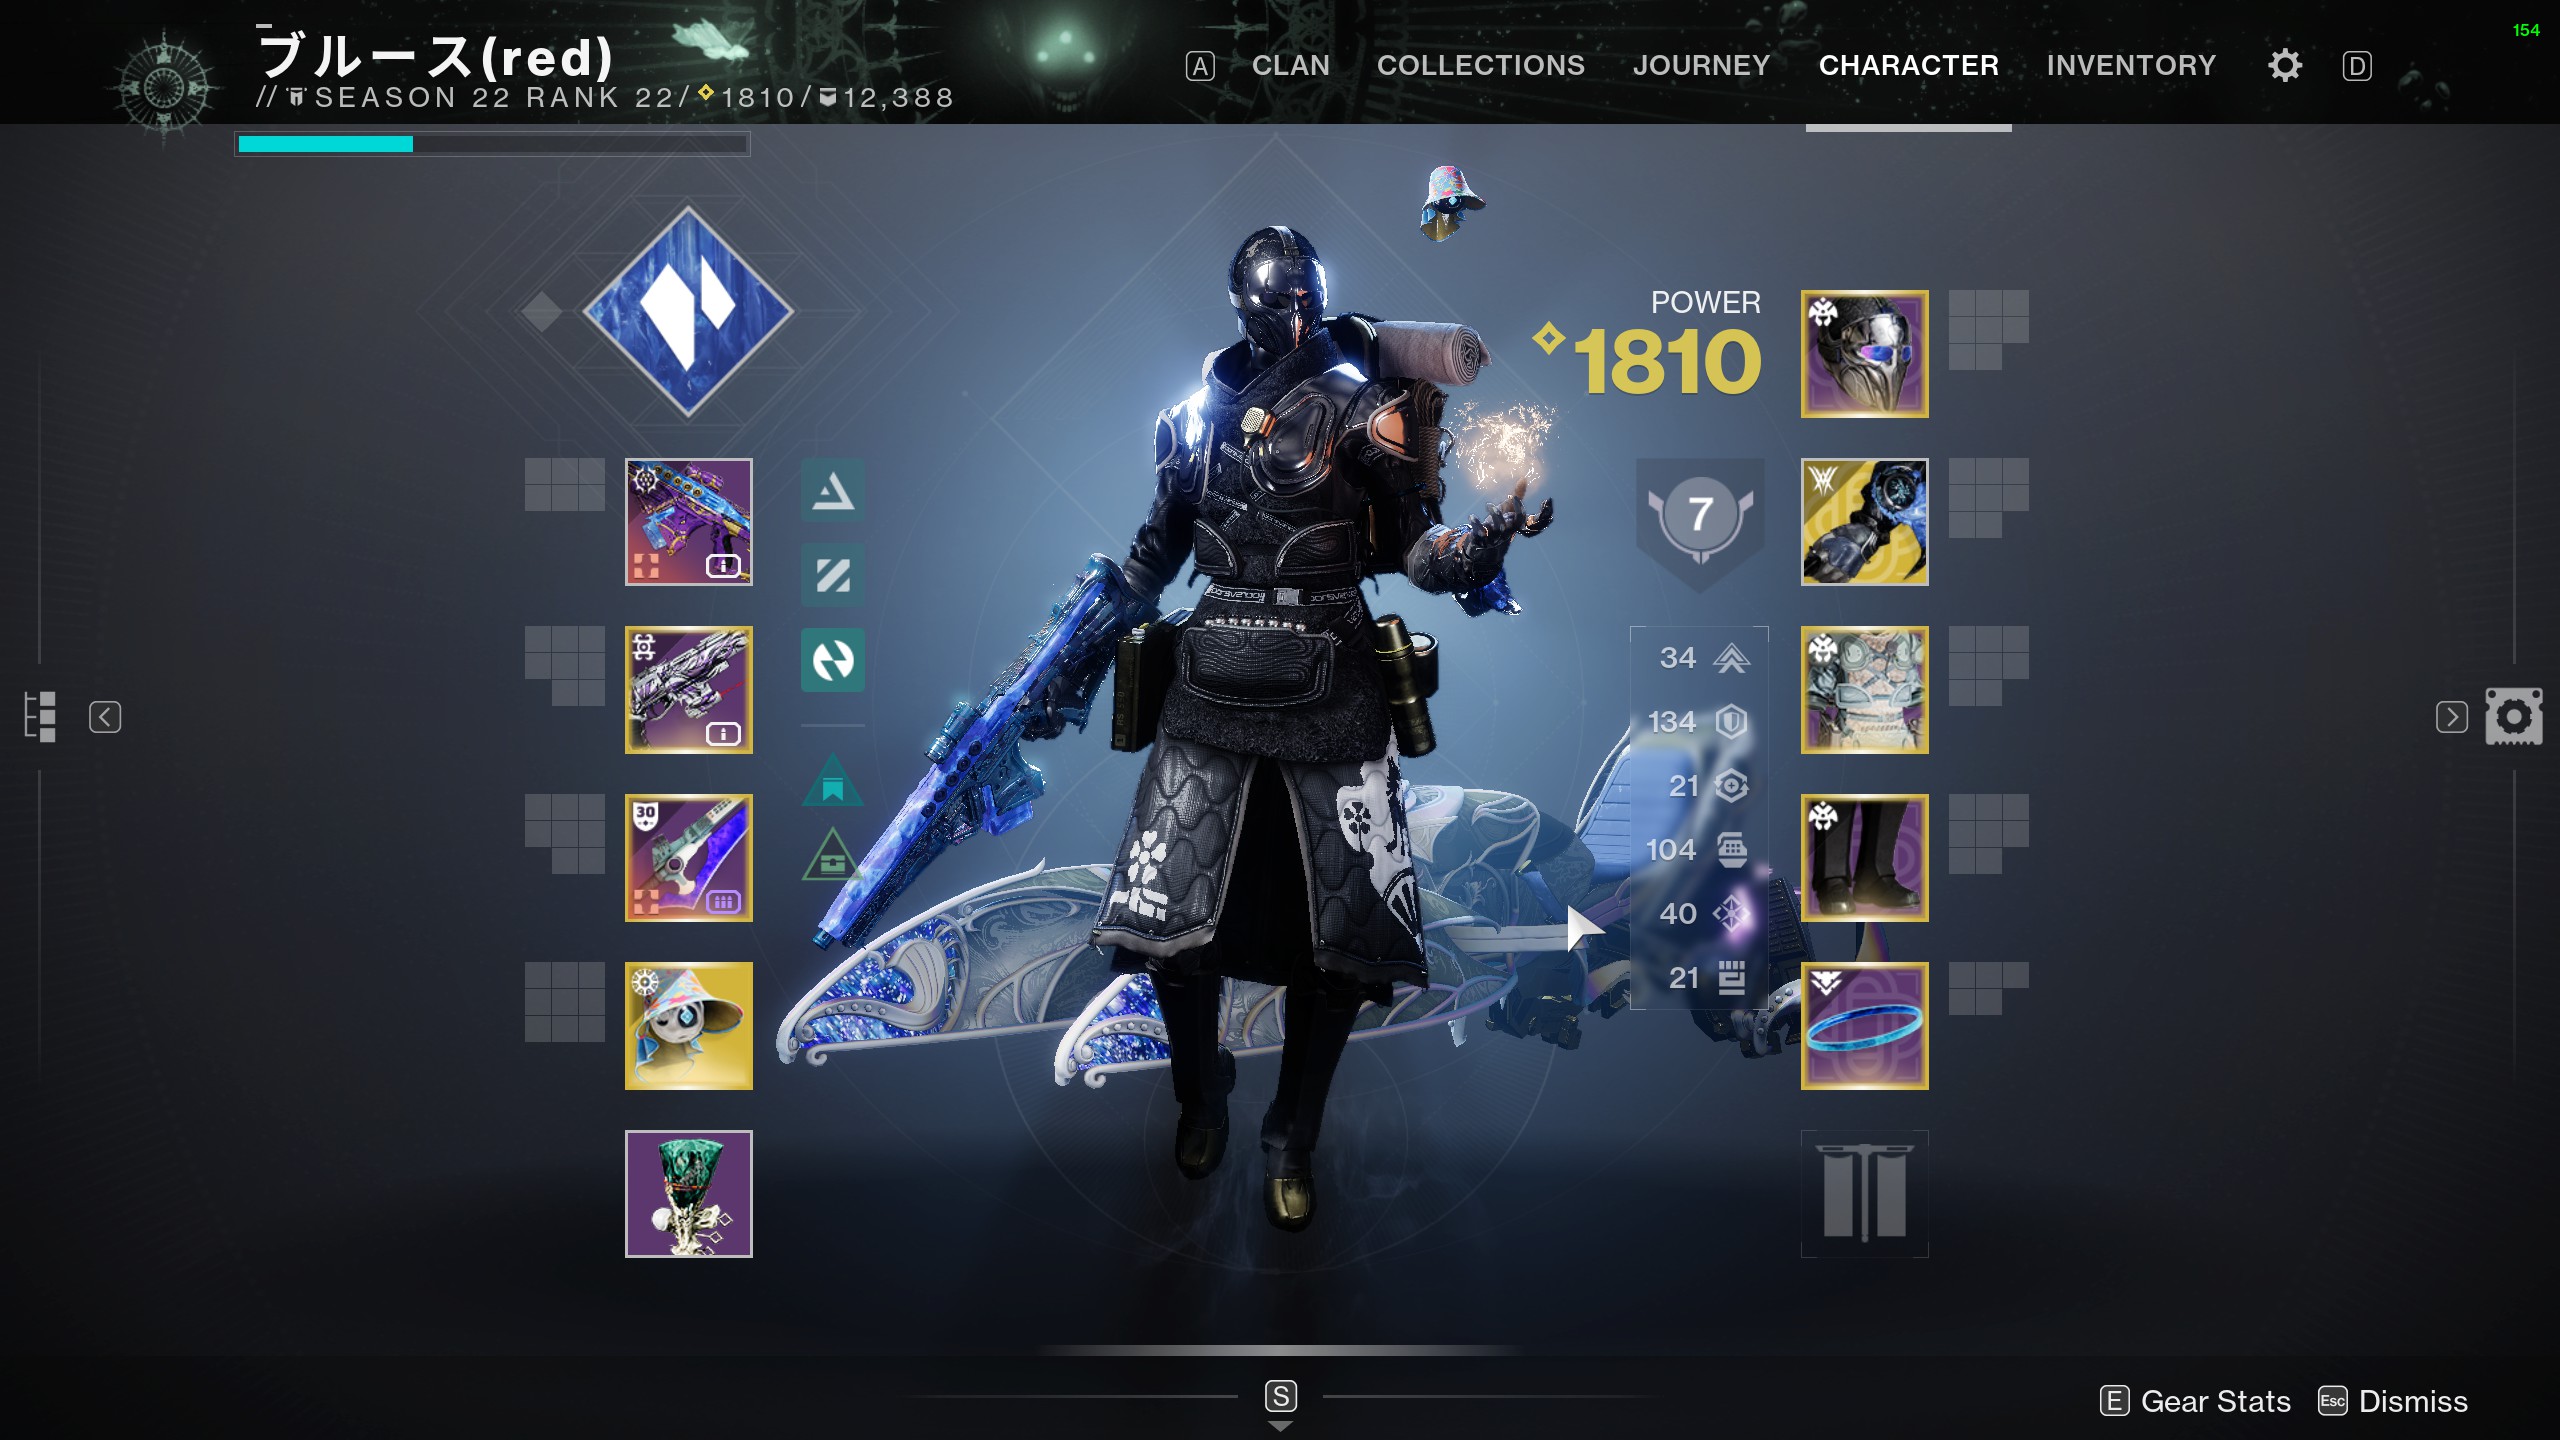 ブルース(red)
// SEASON 22 RANK 22/ 1810/ 12,388
A CLAN COLLECTIONS JOURNEY CHARACTER INVENTORY D
154
POWER
1810
7
34
134
21
104
40
21
30
S
E Gear Stats Esc Dismiss